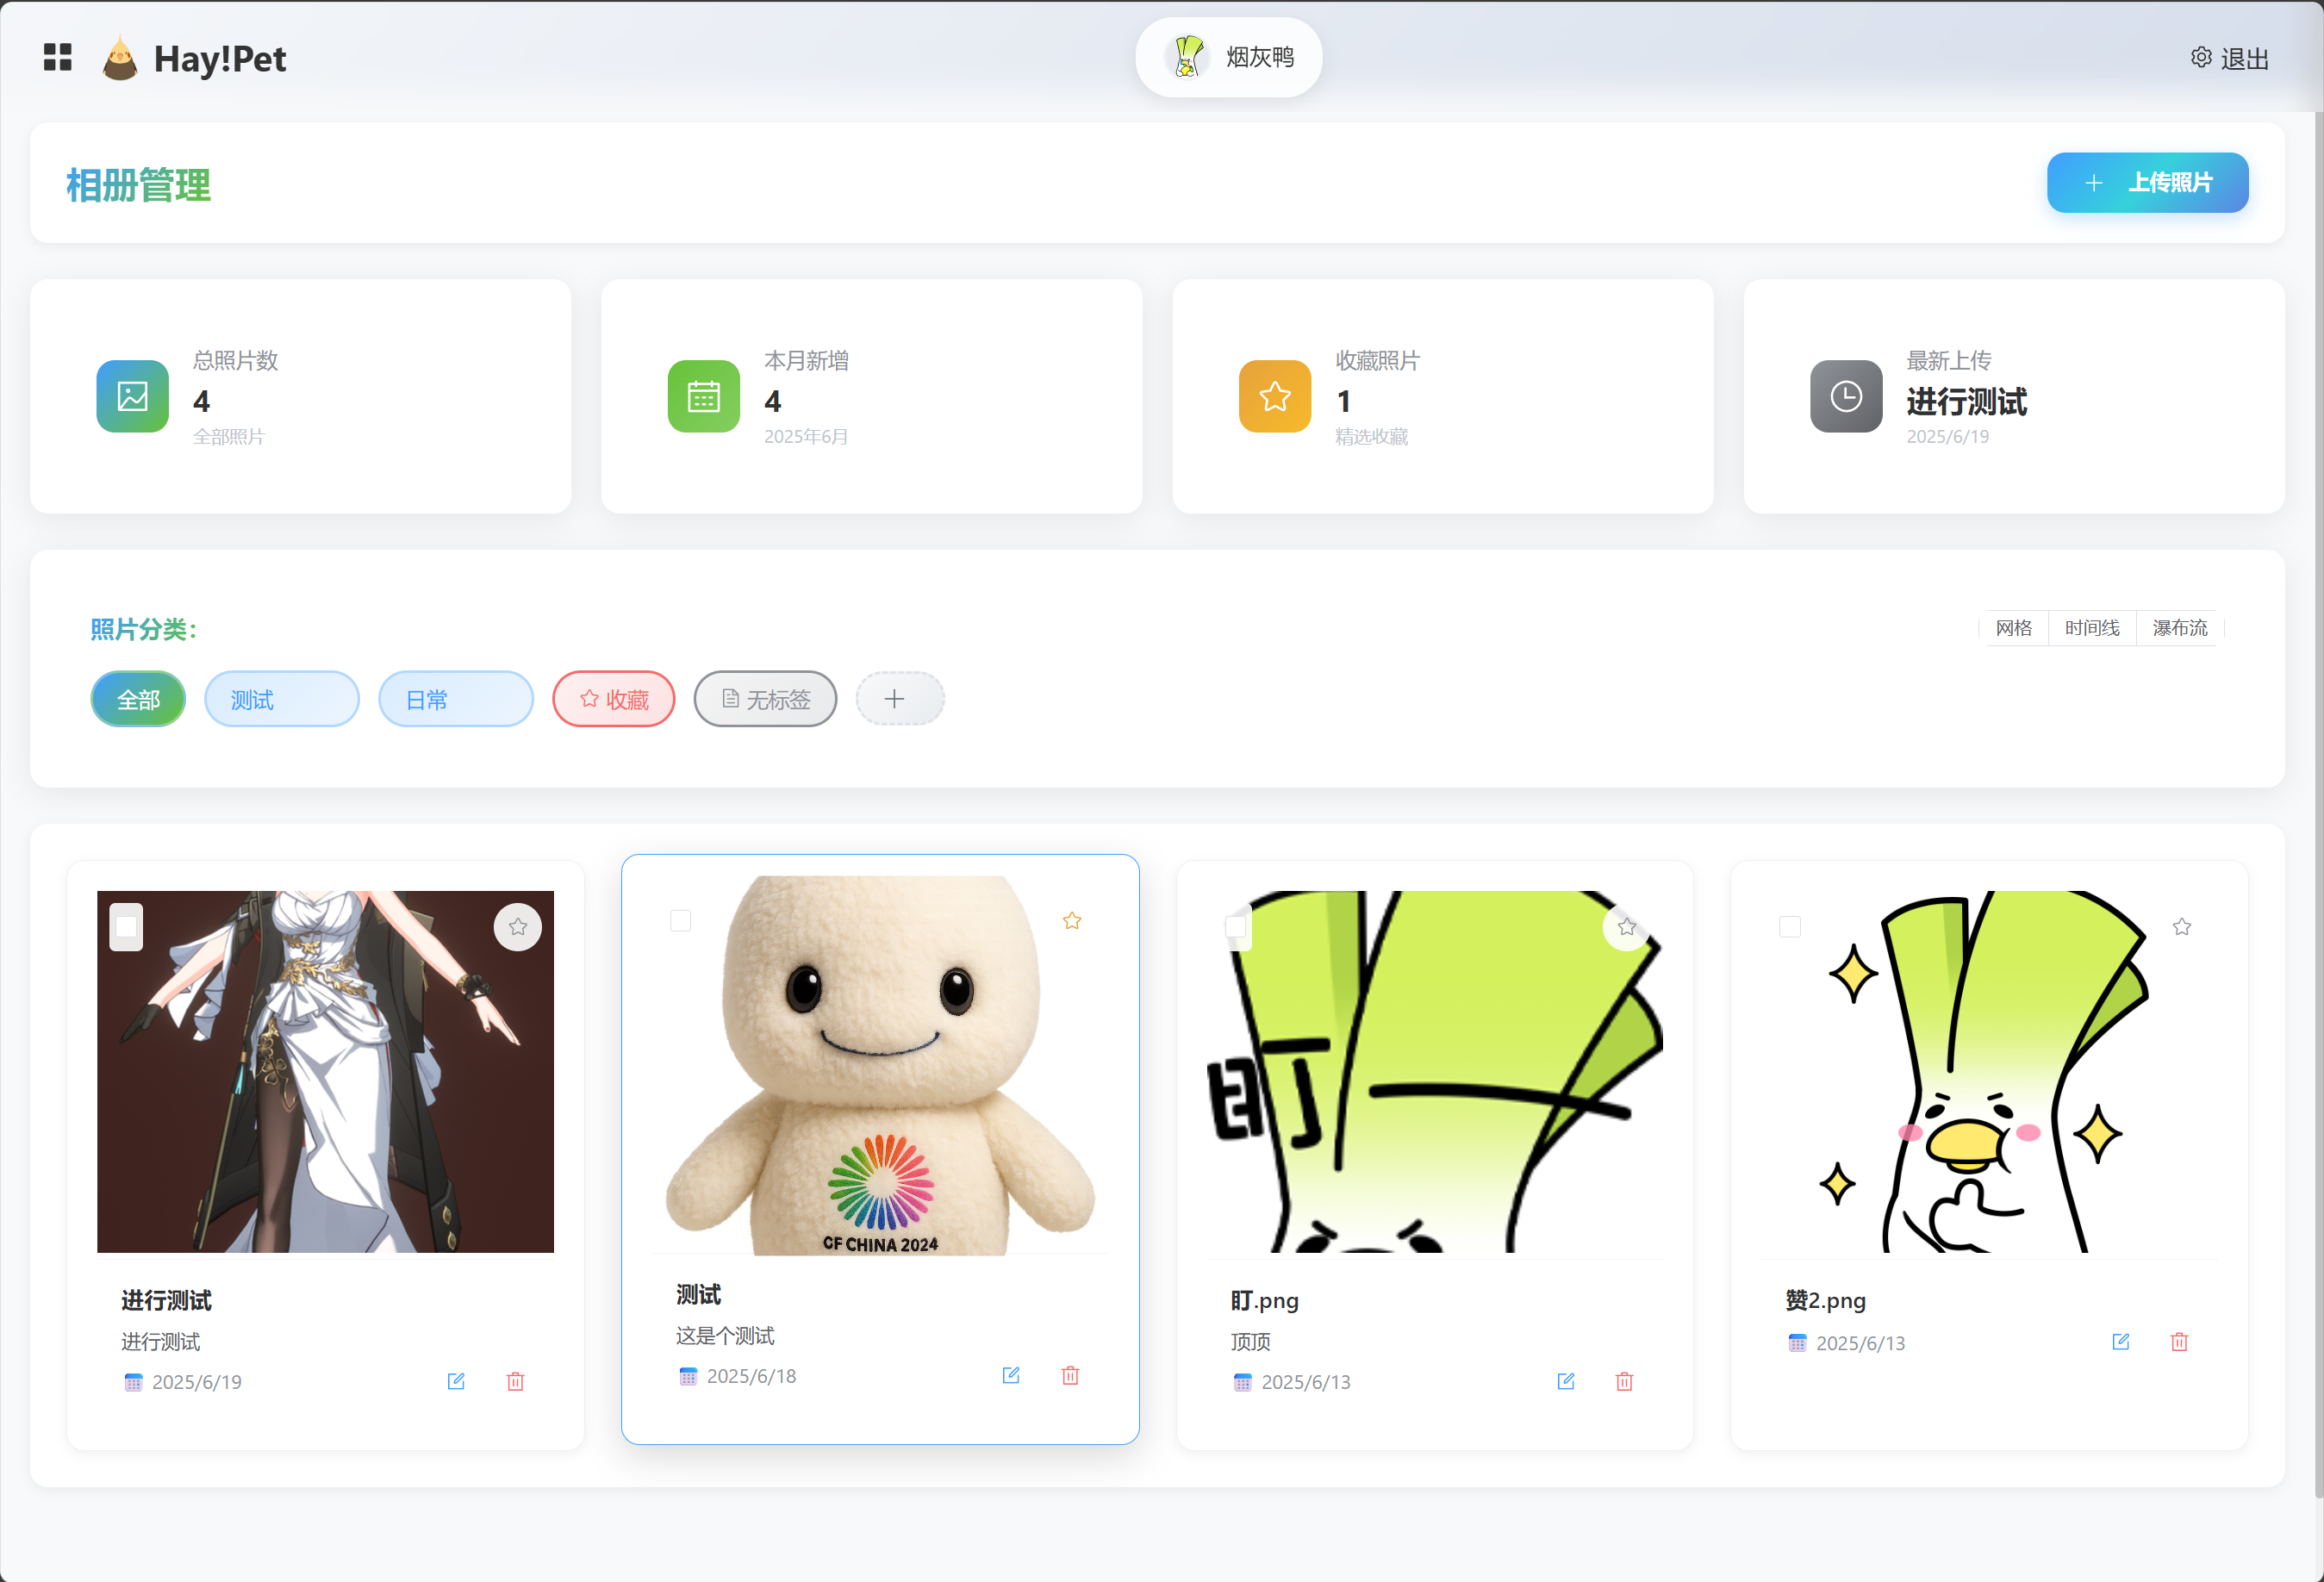 Hay!Pet
烟灰鸭
退出
相册管理
上传照片
总照片数
4
全部照片
本月新增
4
2025年6月
收藏照片
1
精选收藏
最新上传
进行测试
2025/6/19
照片分类：
网格 时间线 瀑布流
全部 测试 日常 收藏 无标签
CF CHINA 2024
盯
进行测试
进行测试
2025/6/19
测试
这是个测试
2025/6/18
盯.png
顶顶
2025/6/13
赞2.png
2025/6/13